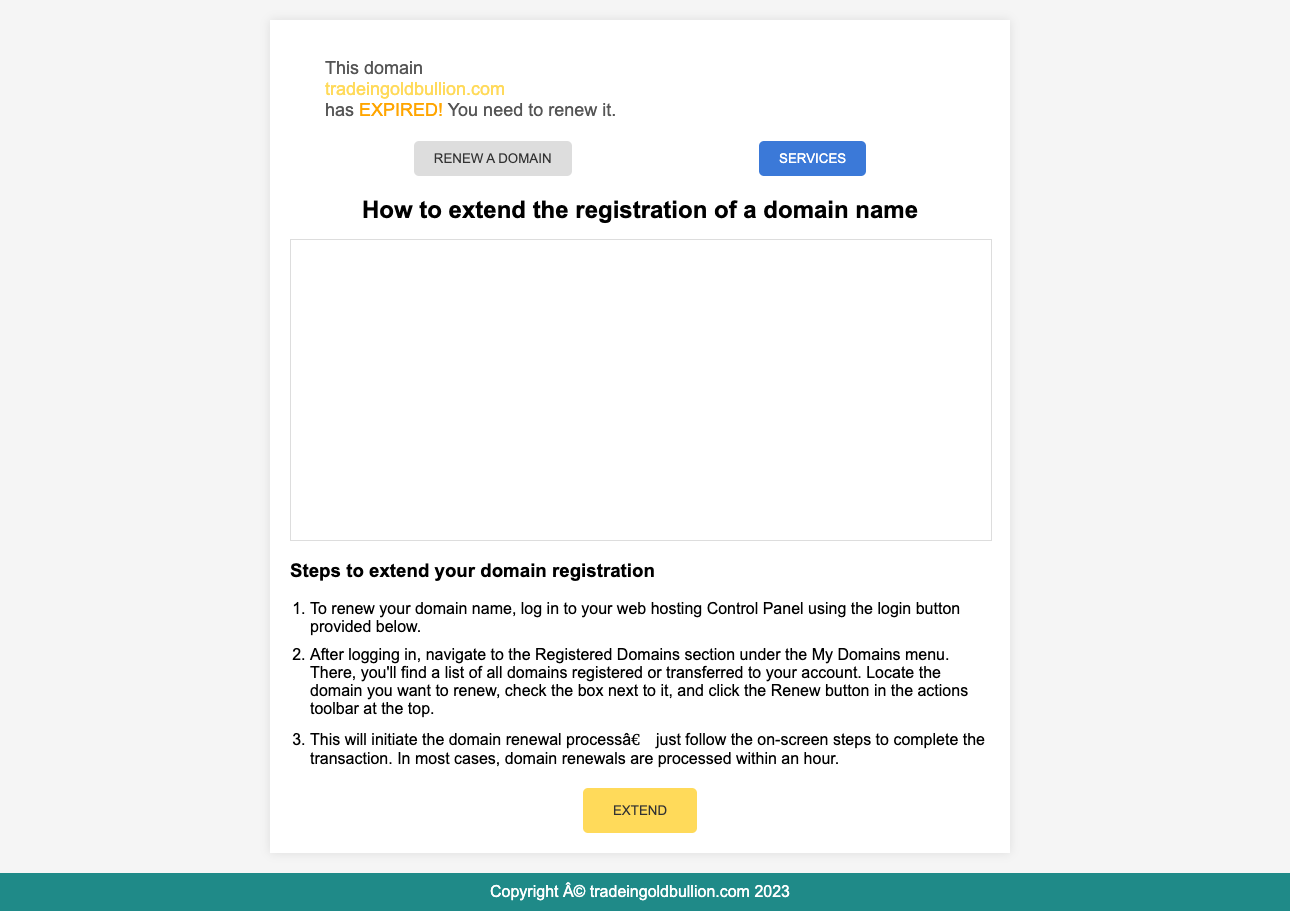 This domain
tradeingoldbullion.com
has EXPIRED! You need to renew it.
RENEW A DOMAIN
SERVICES
How to extend the registration of a domain name
Steps to extend your domain registration
1. To renew your domain name, log in to your web hosting Control Panel using the login button
provided below.
2. After logging in, navigate to the Registered Domains section under the My Domains menu.
There, you'll find a list of all domains registered or transferred to your account. Locate the
domain you want to renew, check the box next to it, and click the Renew button in the actions
toolbar at the top.
3. This will initiate the domain renewal processâ€ just follow the on-screen steps to complete the
transaction. In most cases, domain renewals are processed within an hour.
EXTEND
Copyright Â© tradeingoldbullion.com 2023